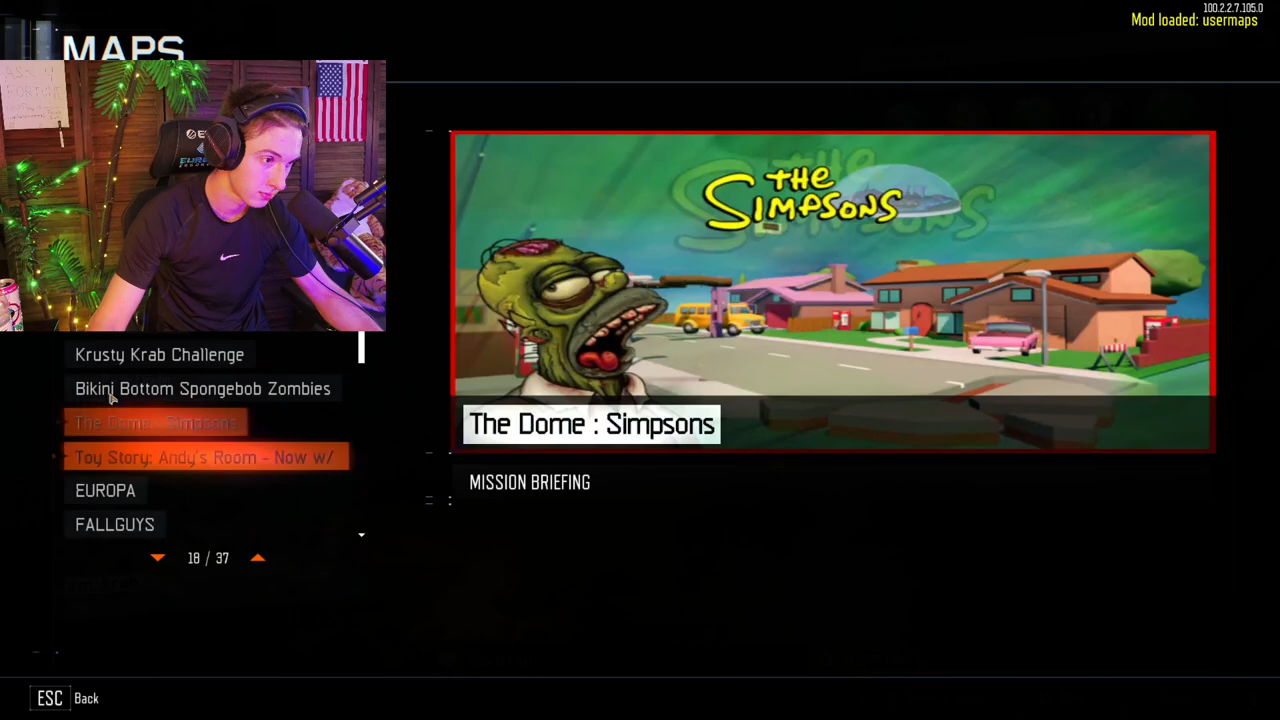 100.2.2.7.105.0
Mod loaded: usermaps
MAPS
THE SIMPSONS
Krusty Krab Challenge
Bikini Bottom Spongebob Zombies
The Dome : Simpsons
Toy Story: Andy's Room - Now w/
EUROPA
FALLGUYS
18 / 37
The Dome : Simpsons
MISSION BRIEFING
ESC Back